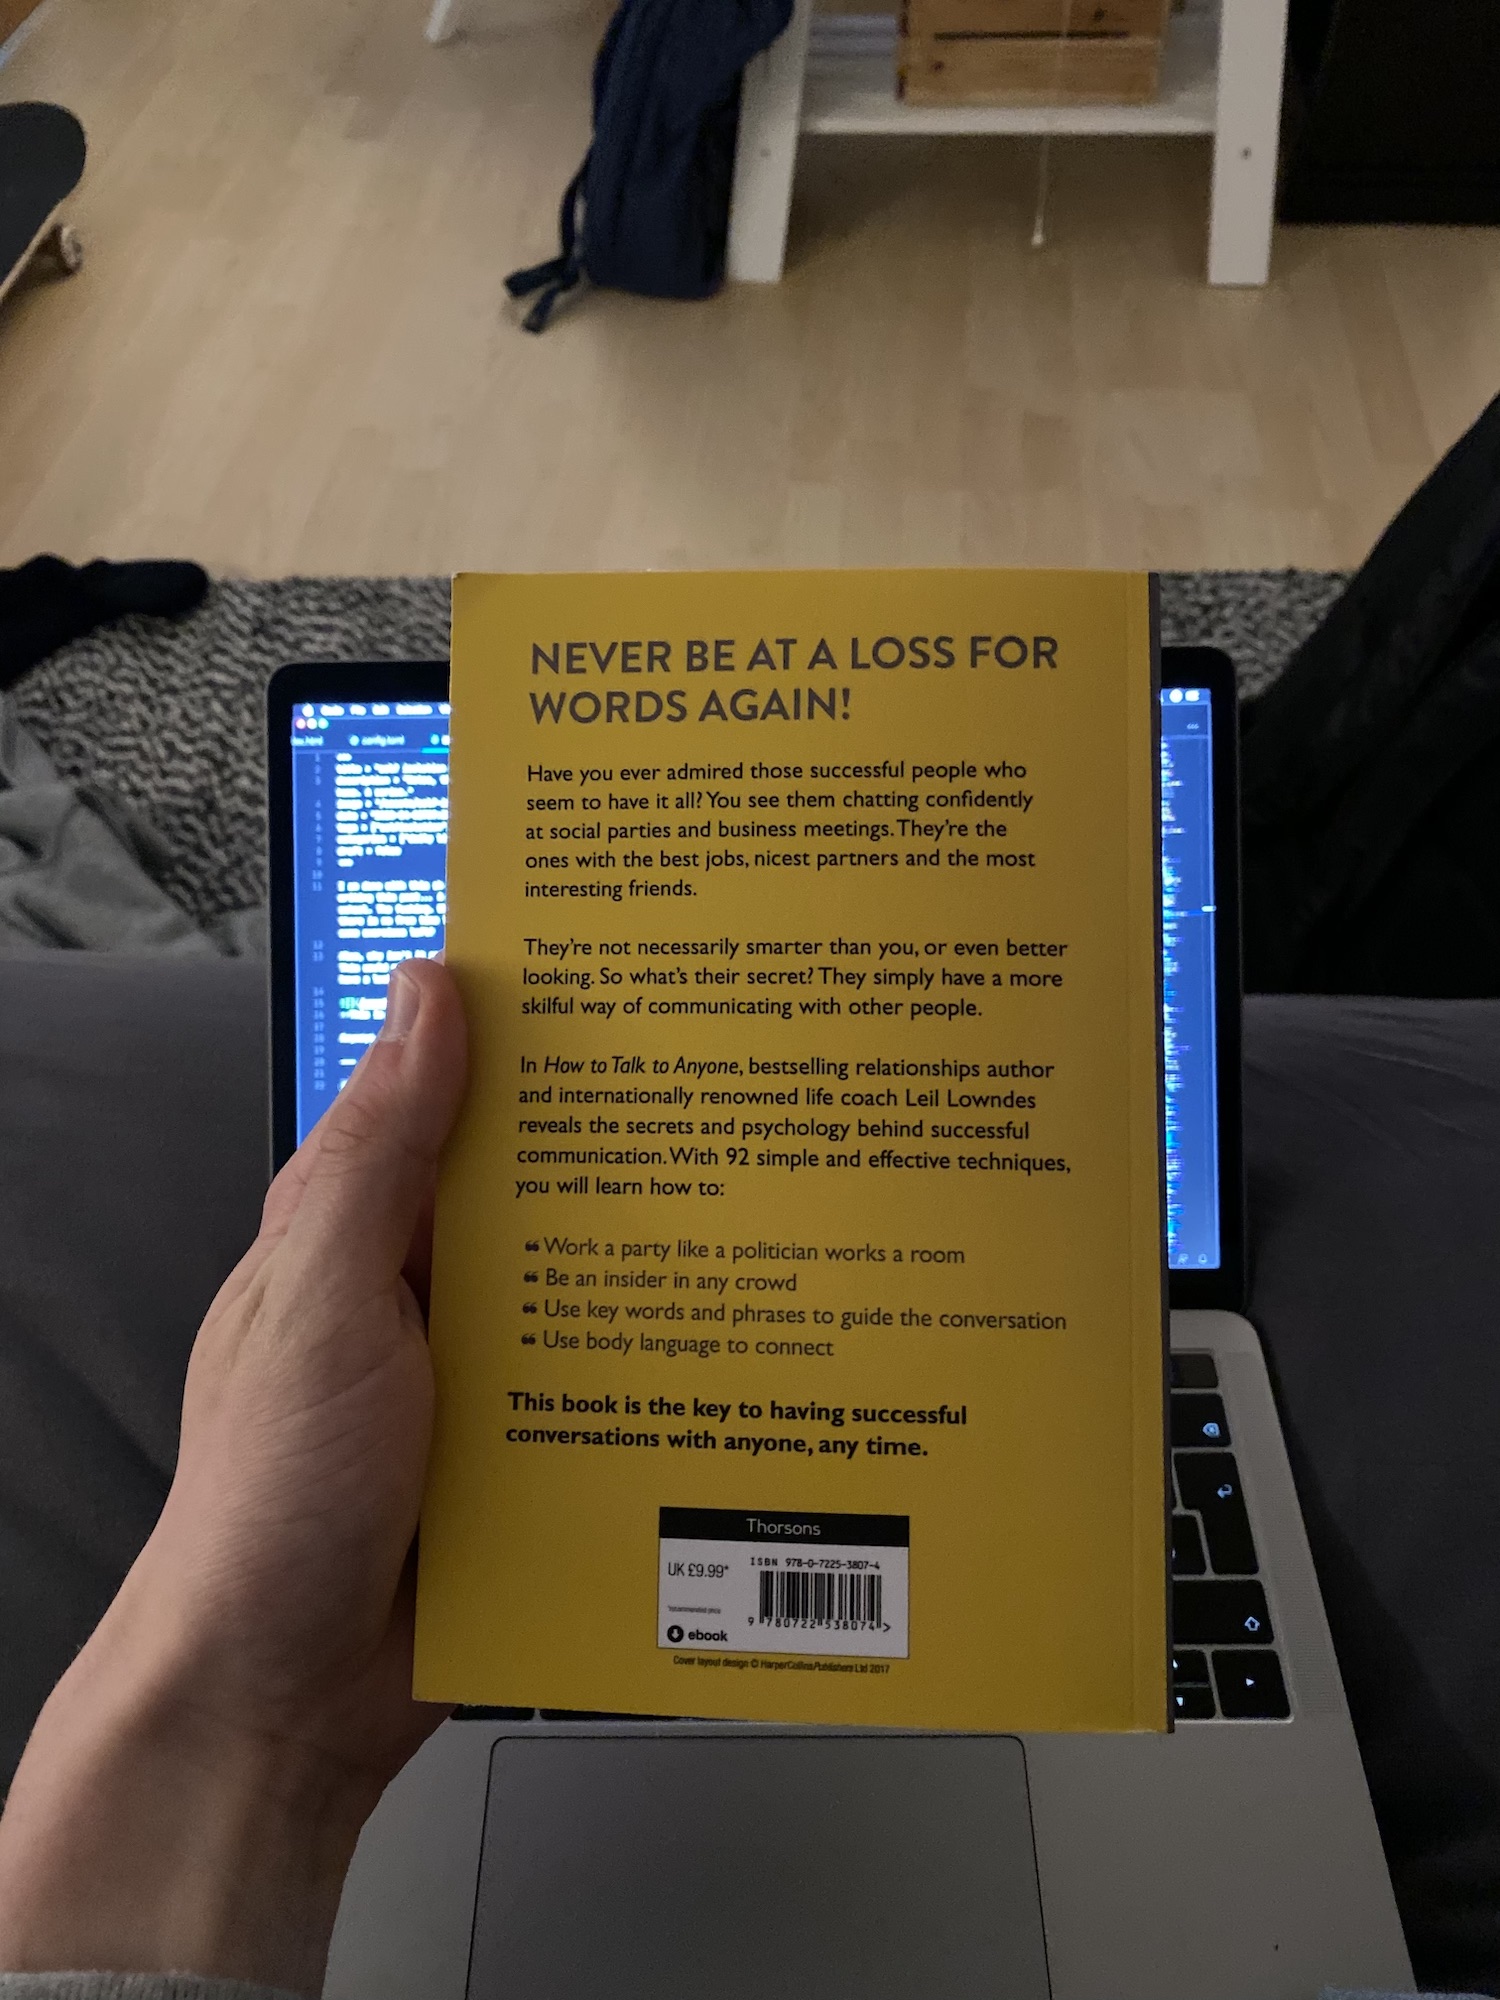 NEVER BE AT A LOSS FOR
WORDS AGAIN!
Have you ever admired those successful people who
seem to have it all? You see them chatting confidently
at social parties and business meetings. They're the
ones with the best jobs, nicest partners and the most
interesting friends.
They're not necessarily smarter than you, or even better
looking. So what's their secret? They simply have a more
skilful way of communicating with other people.
In How to Talk to Anyone, bestselling relationships author
and internationally renowned life coach Leil Lowndes
reveals the secrets and psychology behind successful
communication. With 92 simple and effective techniques,
you will learn how to:
❝ Work a party like a politician works a room
❝ Be an insider in any crowd
❝ Use key words and phrases to guide the conversation
❝ Use body language to connect
This book is the key to having successful
conversations with anyone, any time.
Thorsons
UK £9.99*
*recommended price
ebook
ISBN 978-0-7225-3807-4
9 780722 538074 >
Cover layout design © HarperCollinsPublishers Ltd 2017
config.toml